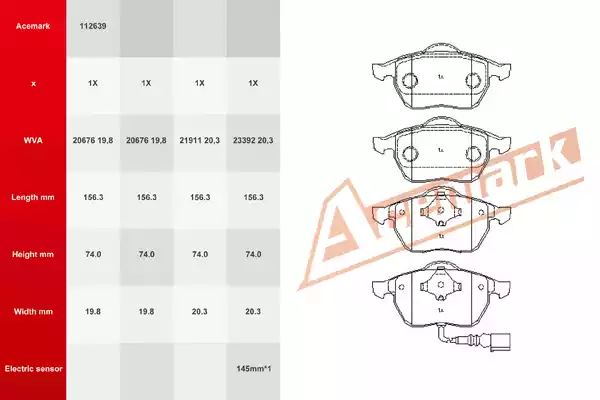 Acemark 112639
x 1X 1X 1X 1X
WVA 20676 19,8 20676 19,8 21911 20,3 23392 20,3
Length mm 156.3 156.3 156.3 156.3
Height mm 74.0 74.0 74.0 74.0
Width mm 19.8 19.8 20.3 20.3
Electric sensor 145mm*1
Acemark